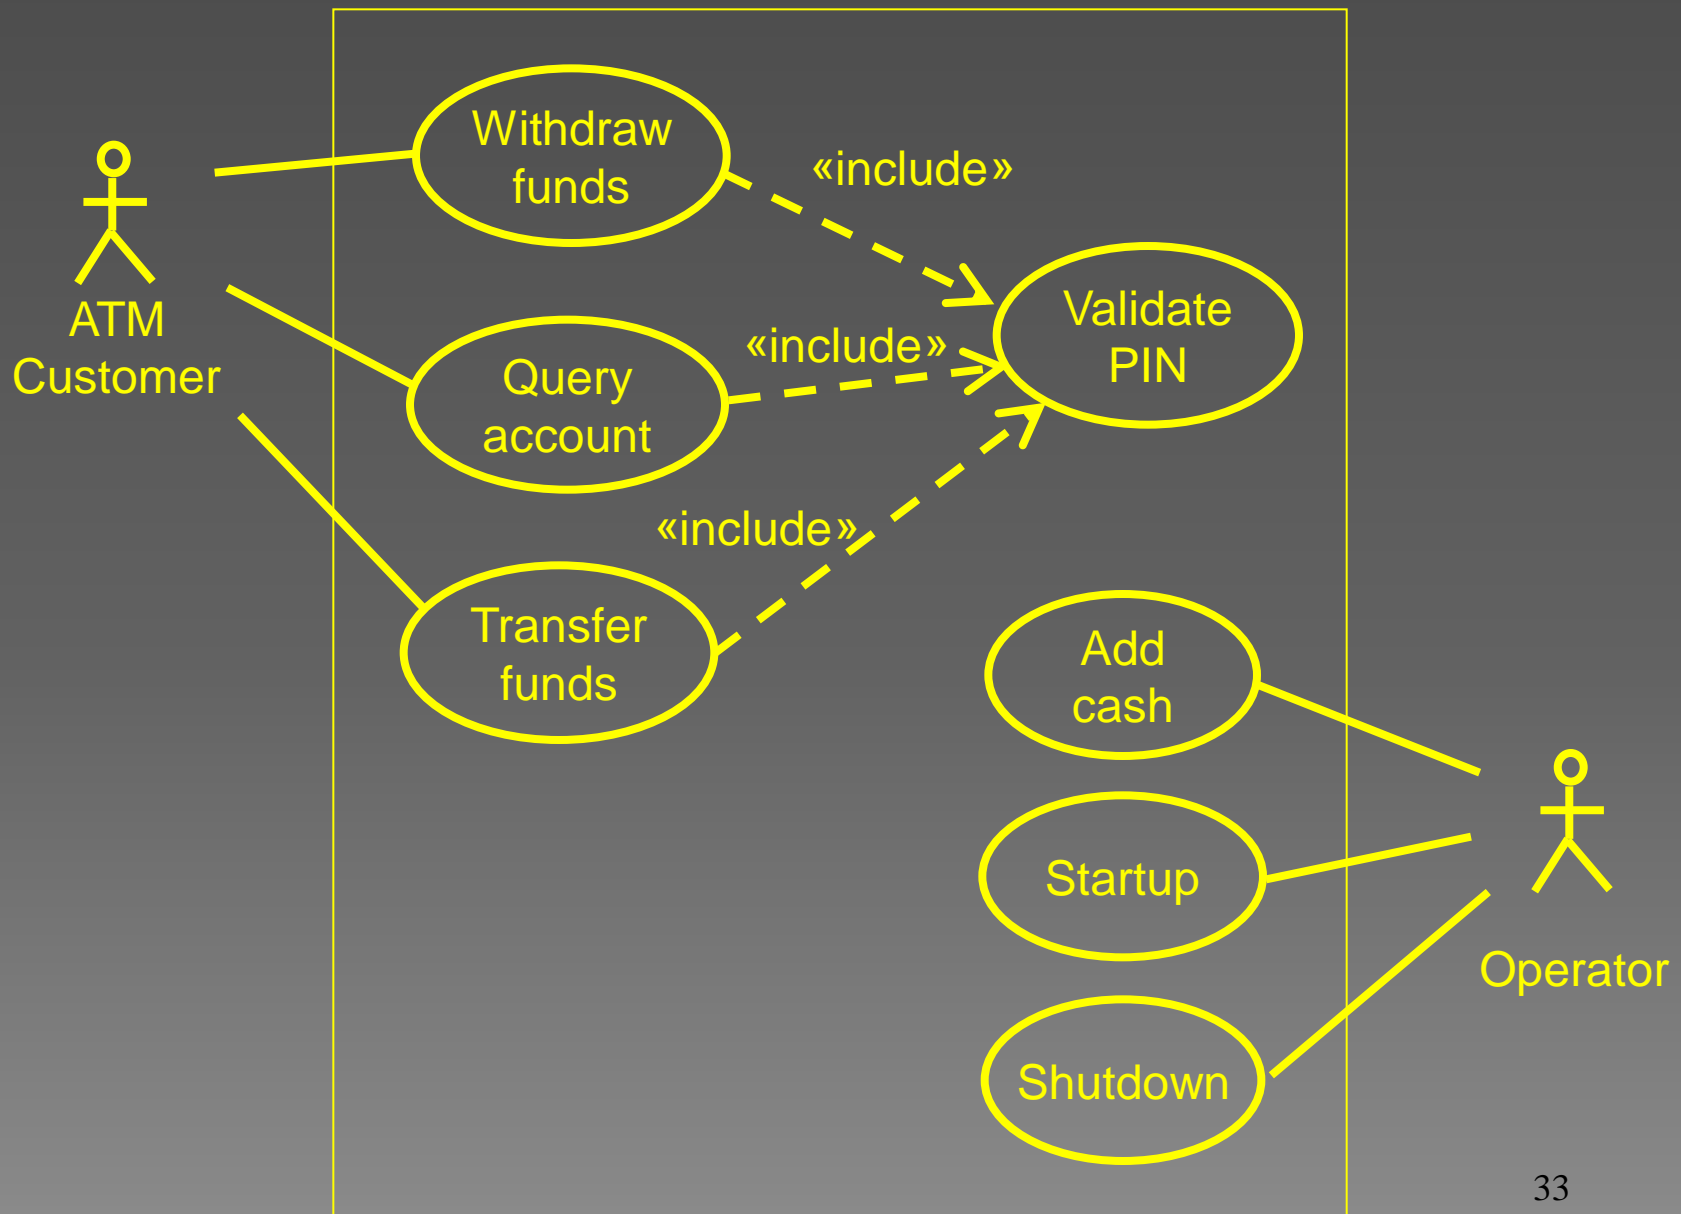 Withdraw
funds
«include»
ATM
Customer
Validate
PIN
«include»
Query
account
«include»
Transfer
funds
Add
cash
Startup
Operator
Shutdown
33